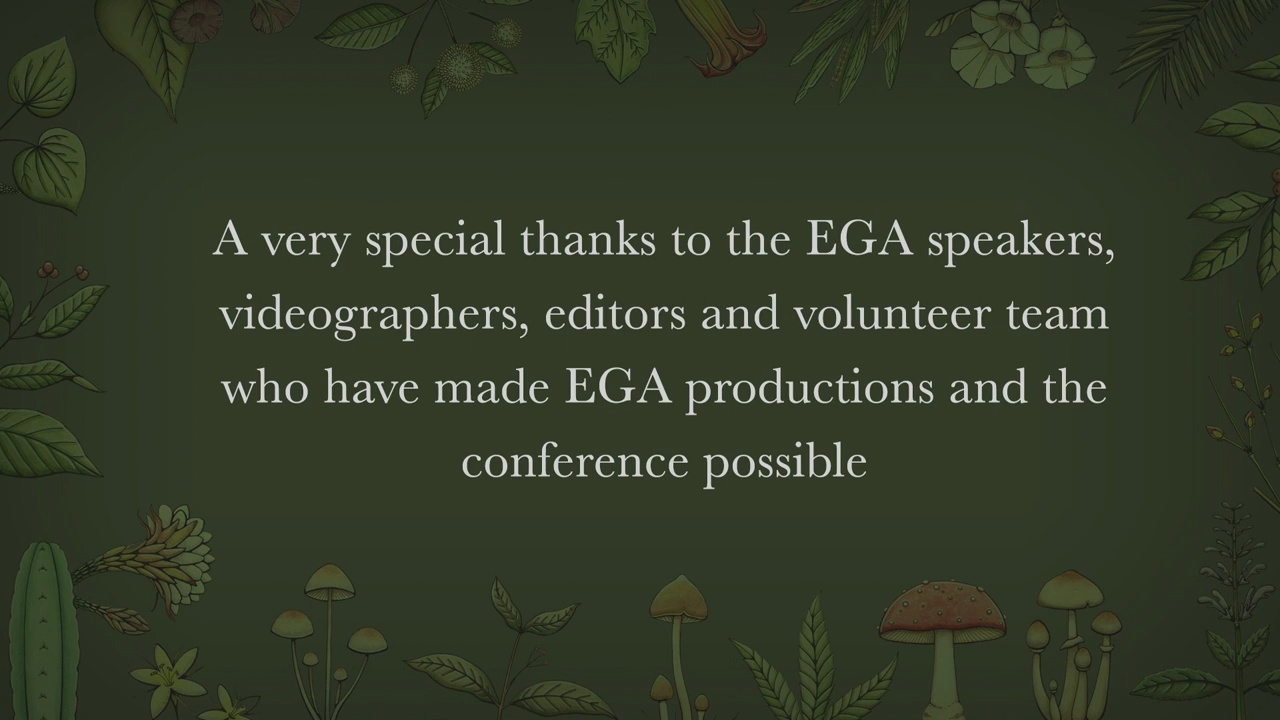 A very special thanks to the EGA speakers,
videographers, editors and volunteer team
who have made EGA productions and the
conference possible